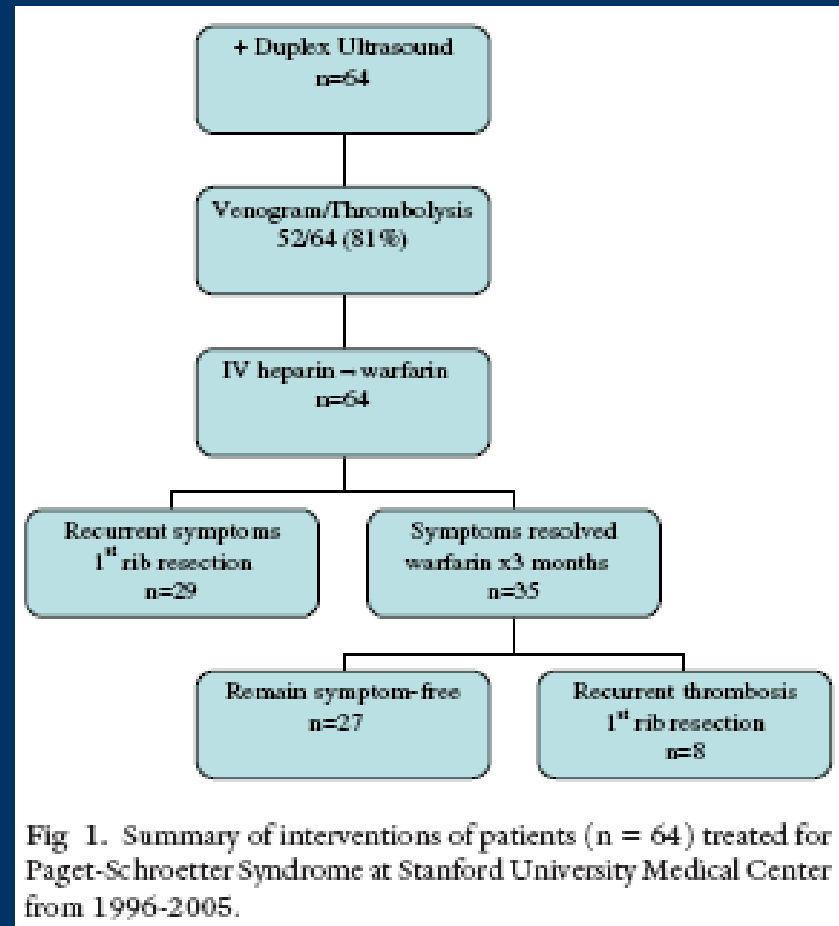 + Duplex Ultrasound
n=64
Venogram/Thrombolysis
52/64 (81%)
IV heparin – warfarin
n=64
Recurrent symptoms
1st rib resection
n=29
Symptoms resolved
warfarin x3 months
n=35
Remain symptom-free
n=27
Recurrent thrombosis
1st rib resection
n=8
Fig 1. Summary of interventions of patients (n = 64) treated for
Paget-Schroetter Syndrome at Stanford University Medical Center
from 1996-2005.